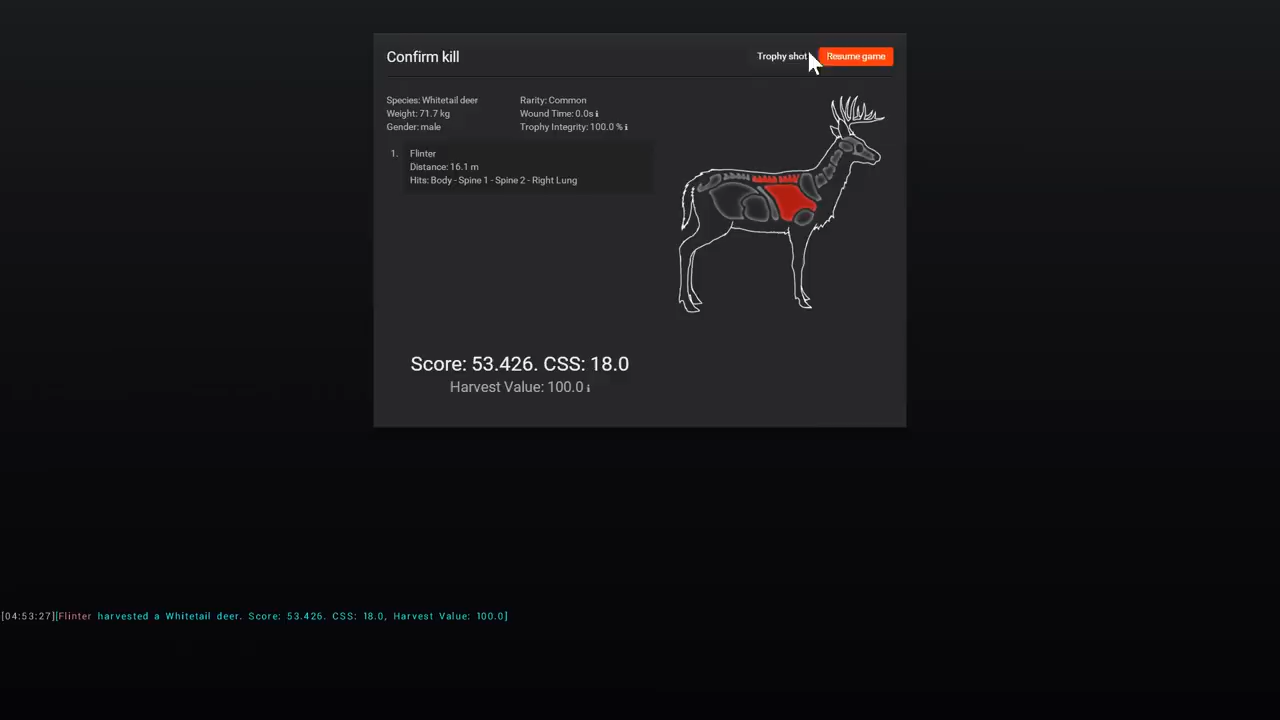 Confirm kill
Trophy shot
Resume game
Species: Whitetail deer
Rarity: Common
Weight: 71.7 kg
Wound Time: 0.0s i
Gender: male
Trophy Integrity: 100.0 % i
1. Flinter
Distance: 16.1 m
Hits: Body - Spine 1 - Spine 2 - Right Lung
Score: 53.426. CSS: 18.0
Harvest Value: 100.0 i
[04:53:27][Flinter harvested a Whitetail deer. Score: 53.426. CSS: 18.0, Harvest Value: 100.0]